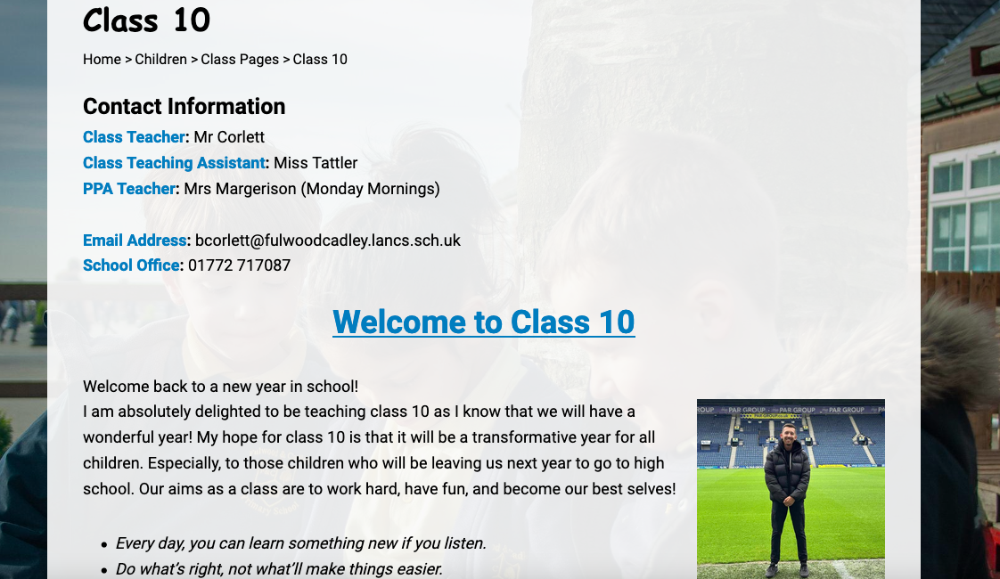 Class 10
Home > Children > Class Pages > Class 10
Contact Information
Class Teacher: Mr Corlett
Class Teaching Assistant: Miss Tattler
PPA Teacher: Mrs Margerison (Monday Mornings)
Email Address: bcorlett@fulwoodcadley.lancs.sch.uk
School Office: 01772 717087
Welcome to Class 10
Welcome back to a new year in school!
I am absolutely delighted to be teaching class 10 as I know that we will have a
wonderful year! My hope for class 10 is that it will be a transformative year for all
children. Especially, to those children who will be leaving us next year to go to high
school. Our aims as a class are to work hard, have fun, and become our best selves!
PAR GROUP PAR GROUP
• Every day, you can learn something new if you listen.
• Do what’s right, not what’ll make things easier.